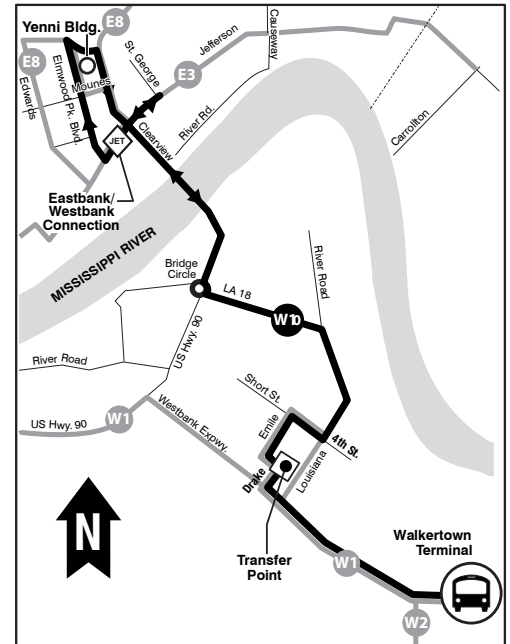 Yenni Bldg.
E8
E8
Edwards
Elmwood Pk. Blvd.
Mounes
St. George
E3
Jefferson
Causeway
River Rd.
Clearview
JET
Carrollton
Eastbank/
Westbank
Connection
MISSISSIPPI RIVER
Bridge
Circle
LA 18
River Road
W10
US Hwy. 90
River Road
Short St.
W1
US Hwy. 90
Westbank Expwy.
Emile
4th St.
Louisiana
Drake
N
Transfer
Point
Walkertown
Terminal
W1
W2